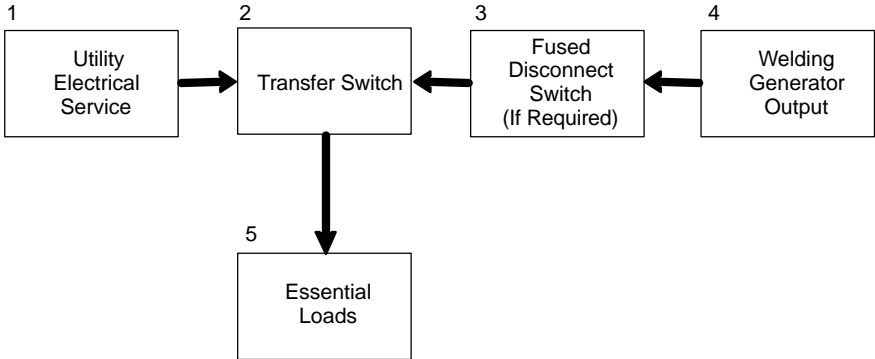 1
Utility
Electrical
Service
2
Transfer Switch
3
Fused
Disconnect
Switch
(If Required)
4
Welding
Generator
Output
5
Essential
Loads